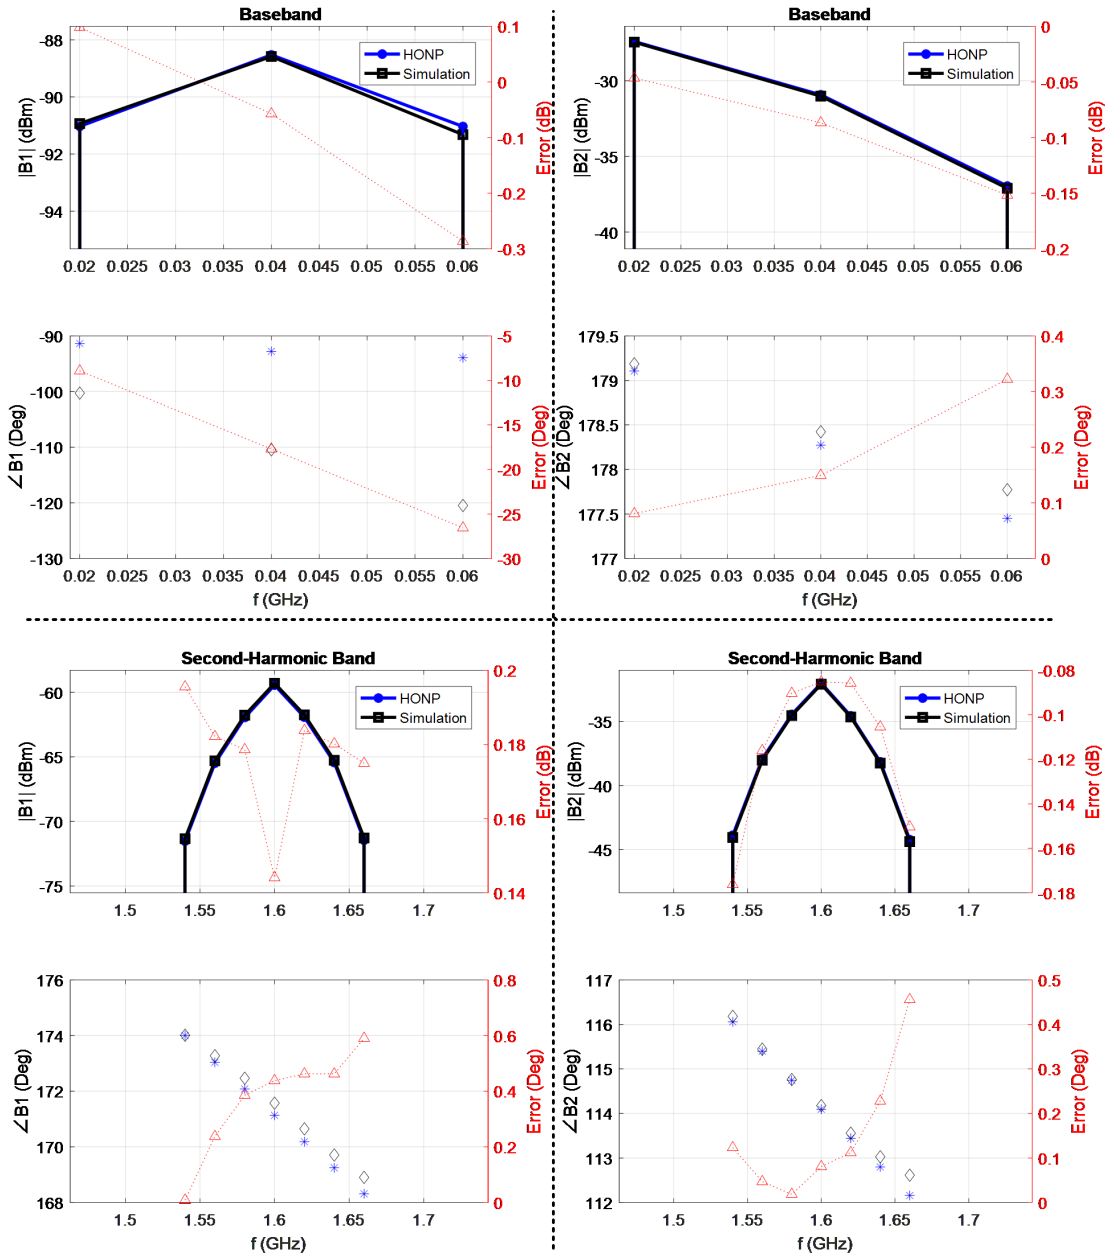 Baseband
|B1| (dBm)
-88
-90
-92
-94
0.1
0
-0.1
-0.2
-0.3
Error (dB)
HONP
Simulation
0.02 0.025 0.03 0.035 0.04 0.045 0.05 0.055 0.06
Baseband
|B2| (dBm)
-30
-35
-40
0
-0.05
-0.1
-0.15
-0.2
Error (dB)
HONP
Simulation
0.02 0.025 0.03 0.035 0.04 0.045 0.05 0.055 0.06
∠B1 (Deg)
-90
-100
-110
-120
-130
-5
-10
-15
-20
-25
-30
Error (Deg)
0.02 0.025 0.03 0.035 0.04 0.045 0.05 0.055 0.06
f (GHz)
∠B2 (Deg)
179.5
179
178.5
178
177.5
177
0.4
0.3
0.2
0.1
0
Error (Deg)
0.02 0.025 0.03 0.035 0.04 0.045 0.05 0.055 0.06
f (GHz)
Second-Harmonic Band
|B1| (dBm)
-60
-65
-70
-75
0.2
0.18
0.16
0.14
Error (dB)
HONP
Simulation
1.5 1.55 1.6 1.65 1.7
Second-Harmonic Band
|B2| (dBm)
-35
-40
-45
-0.08
-0.1
-0.12
-0.14
-0.16
-0.18
Error (dB)
HONP
Simulation
1.5 1.55 1.6 1.65 1.7
∠B1 (Deg)
176
174
172
170
168
0.8
0.6
0.4
0.2
0
Error (Deg)
1.5 1.55 1.6 1.65 1.7
f (GHz)
∠B2 (Deg)
117
116
115
114
113
112
0.5
0.4
0.3
0.2
0.1
0
Error (Deg)
1.5 1.55 1.6 1.65 1.7
f (GHz)